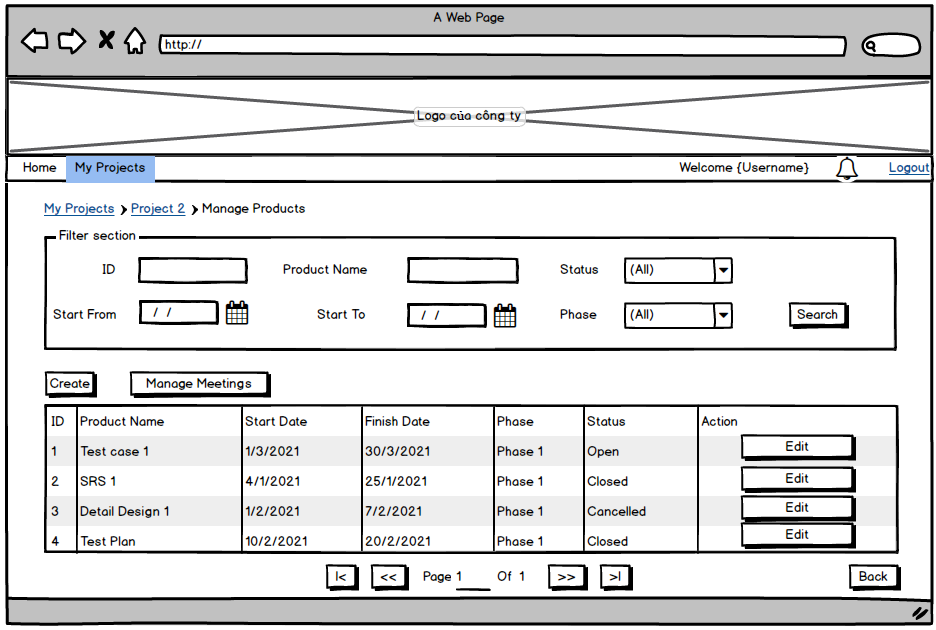 A Web Page
http://
Logo của công ty
Home My Projects Welcome {Username} Logout
My Projects Project 2 Manage Products
Filter section
ID Product Name Status (All)
Start From / / Start To / / Phase (All) Search
Create Manage Meetings
ID Product Name Start Date Finish Date Phase Status Action
1 Test case 1 1/3/2021 30/3/2021 Phase 1 Open Edit
2 SRS 1 4/1/2021 25/1/2021 Phase 1 Closed Edit
3 Detail Design 1 1/2/2021 7/2/2021 Phase 1 Cancelled Edit
4 Test Plan 10/2/2021 20/2/2021 Phase 1 Closed Edit
|< << Page 1 Of 1 >> >| Back